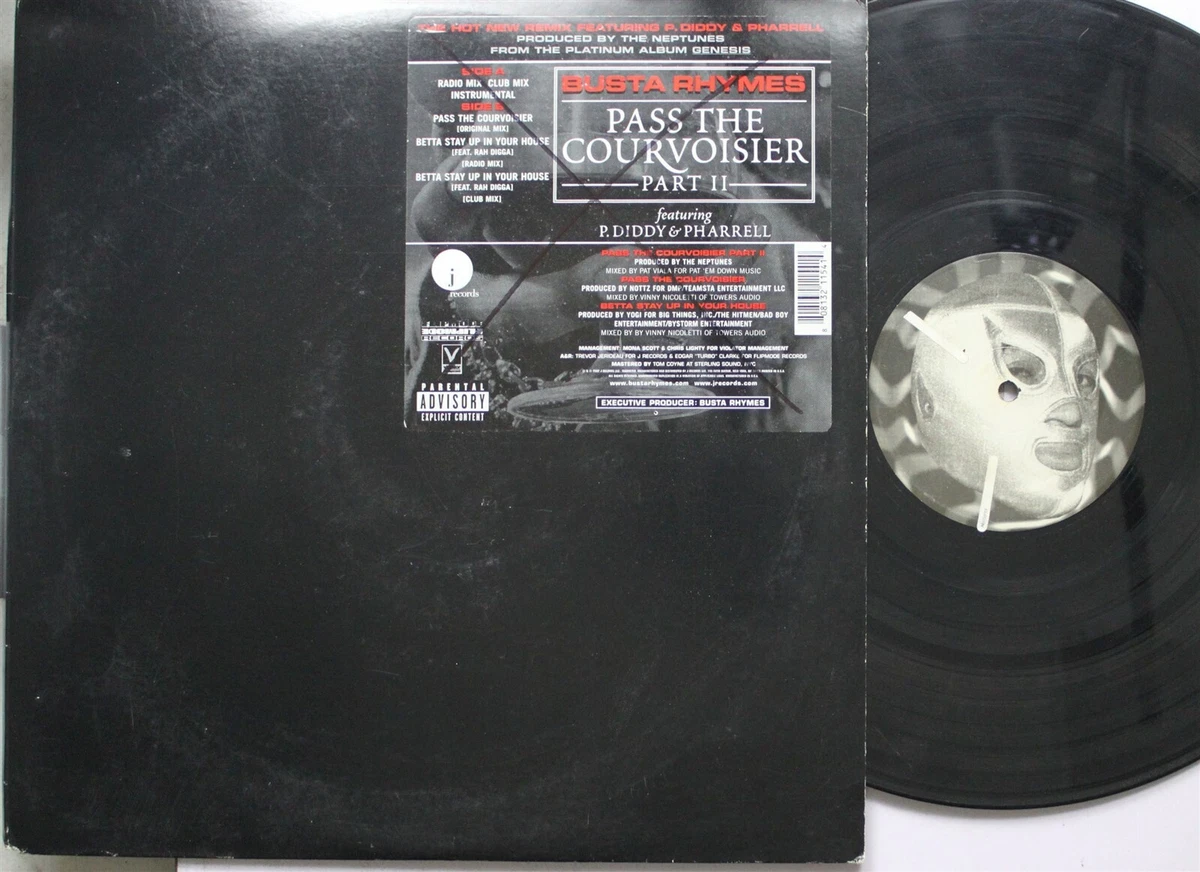 THE HOT NEW REMIX FEATURING P. DIDDY & PHARRELL
PRODUCED BY THE NEPTUNES
FROM THE PLATINUM ALBUM GENESIS
SIDE A
RADIO MIX CLUB MIX
INSTRUMENTAL
SIDE B
PASS THE COURVOISIER
[ORIGINAL MIX]
BETTA STAY UP IN YOUR HOUSE
[FEAT. RAH DIGGA]
[RADIO MIX]
BETTA STAY UP IN YOUR HOUSE
[FEAT. RAH DIGGA]
[CLUB MIX]
BUSTA RHYMES
PASS THE
COURVOISIER
PART II
featuring
P. DIDDY & PHARRELL
j
records
PARENTAL
ADVISORY
EXPLICIT CONTENT
PASS THE COURVOISIER PART II
PRODUCED BY THE NEPTUNES
MIXED BY PAT VIALA FOR PAT 'EM DOWN MUSIC
PASS THE COURVOISIER
PRODUCED BY NOTTZ FOR DMP/TEAMSTA ENTERTAINMENT LLC
MIXED BY VINNY NICOLETTI OF TOWERS AUDIO
BETTA STAY UP IN YOUR HOUSE
PRODUCED BY YOGI FOR BIG THINGS, INC./THE HITMEN/BAD BOY
ENTERTAINMENT/BYSTORM ENTERTAINMENT
MIXED BY BY VINNY NICOLETTI OF TOWERS AUDIO
MANAGEMENT: MONA SCOTT & CHRIS LIGHTY FOR VIOLATOR MANAGEMENT
A&R: TREVOR JERIDEAU FOR J RECORDS & EDGAR "TURBO" CLARKE FOR FLIPMODE RECORDS
MASTERED BY TOM COYNE AT STERLING SOUND, NYC
www.bustarhymes.com www.jrecords.com
EXECUTIVE PRODUCER: BUSTA RHYMES
8 08132 11541 4